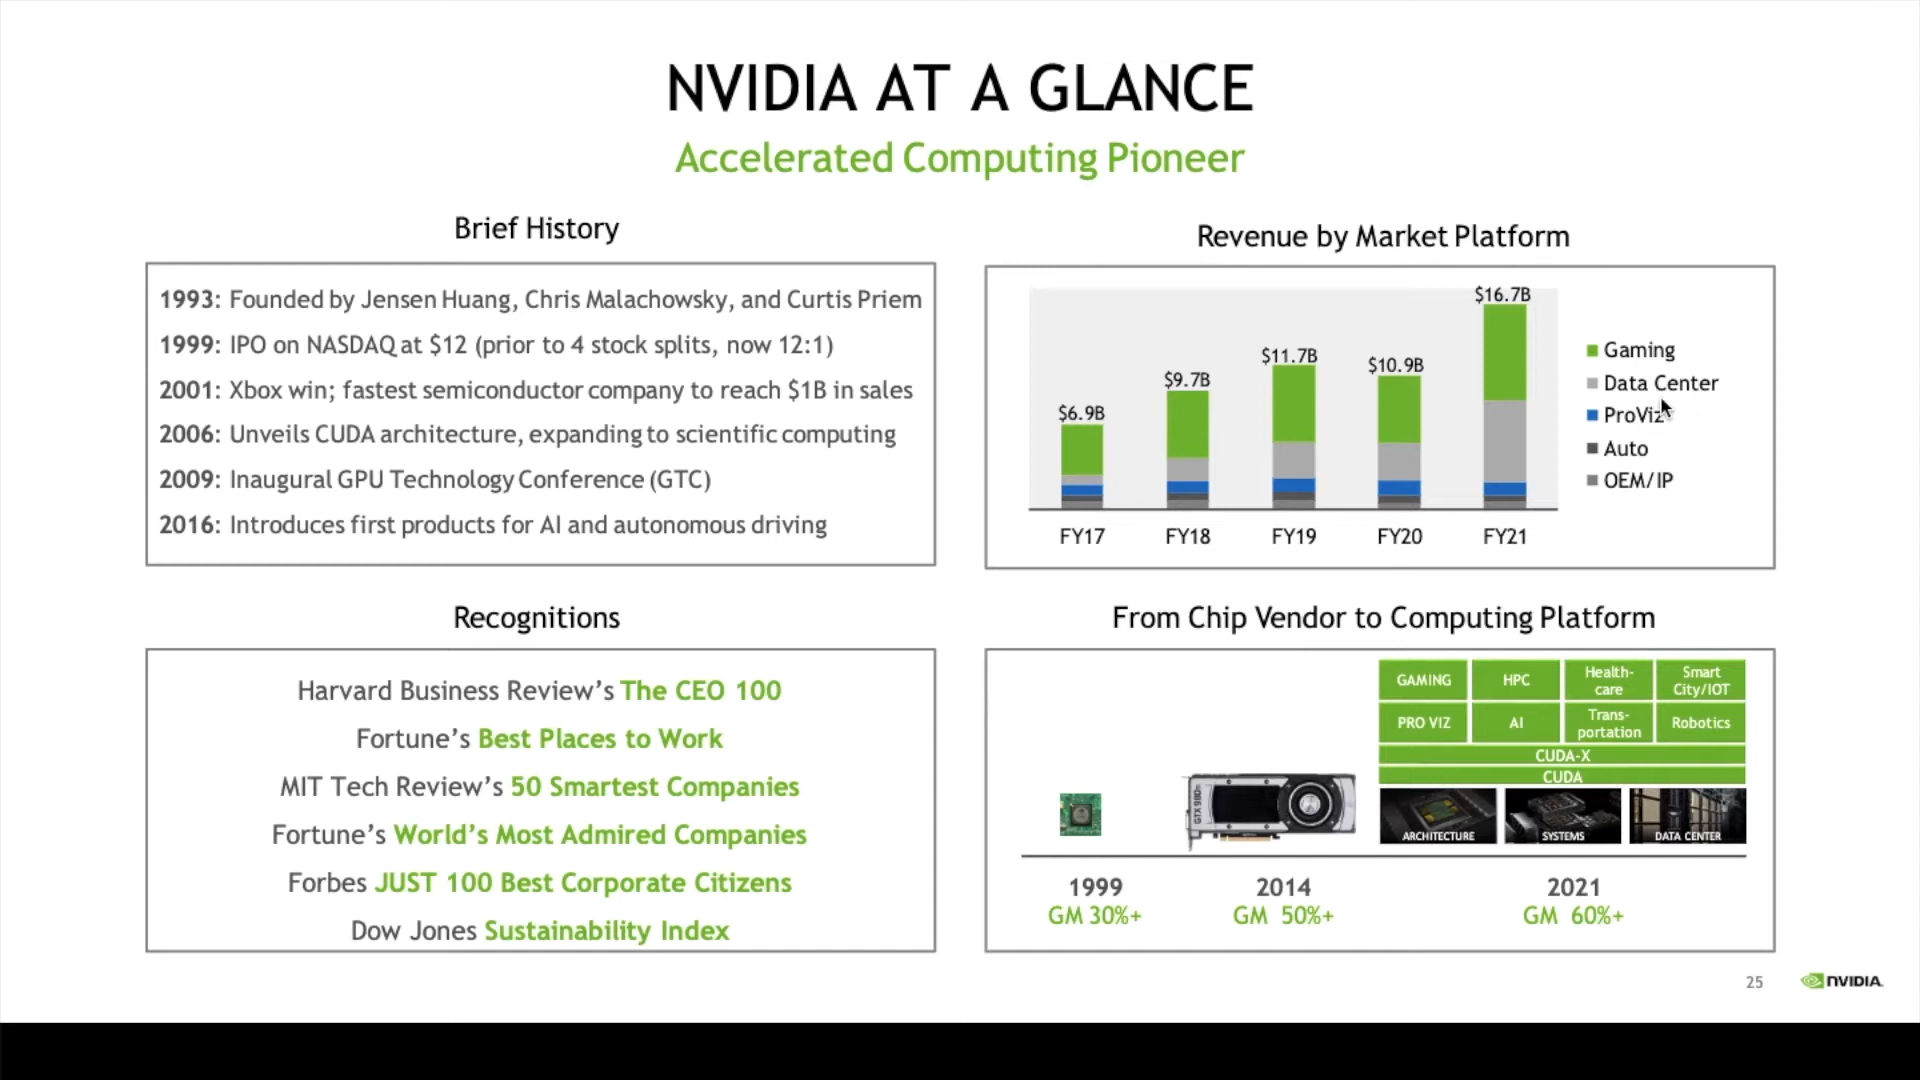 NVIDIA AT A GLANCE
Accelerated Computing Pioneer
Brief History
1993: Founded by Jensen Huang, Chris Malachowsky, and Curtis Priem
1999: IPO on NASDAQ at $12 (prior to 4 stock splits, now 12:1)
2001: Xbox win; fastest semiconductor company to reach $1B in sales
2006: Unveils CUDA architecture, expanding to scientific computing
2009: Inaugural GPU Technology Conference (GTC)
2016: Introduces first products for AI and autonomous driving
Revenue by Market Platform
$6.9B
$9.7B
$11.7B
$10.9B
$16.7B
FY17
FY18
FY19
FY20
FY21
Gaming
Data Center
ProViz
Auto
OEM/IP
Recognitions
Harvard Business Review’s The CEO 100
Fortune’s Best Places to Work
MIT Tech Review’s 50 Smartest Companies
Fortune’s World’s Most Admired Companies
Forbes JUST 100 Best Corporate Citizens
Dow Jones Sustainability Index
From Chip Vendor to Computing Platform
GAMING
HPC
Health-
care
Smart
City/IOT
PRO VIZ
AI
Trans-
portation
Robotics
CUDA-X
CUDA
ARCHITECTURE
SYSTEMS
DATA CENTER
1999
GM 30%+
2014
GM 50%+
2021
GM 60%+
25
NVIDIA.